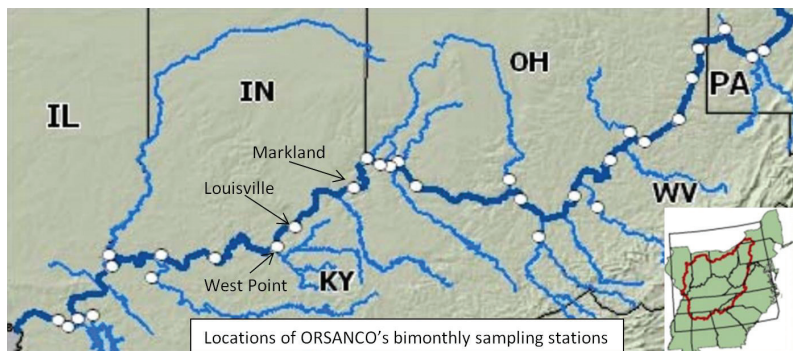 OH
PA
IN
IL
Markland
Louisville
WV
West Point
KY
Locations of ORSANCO's bimonthly sampling stations